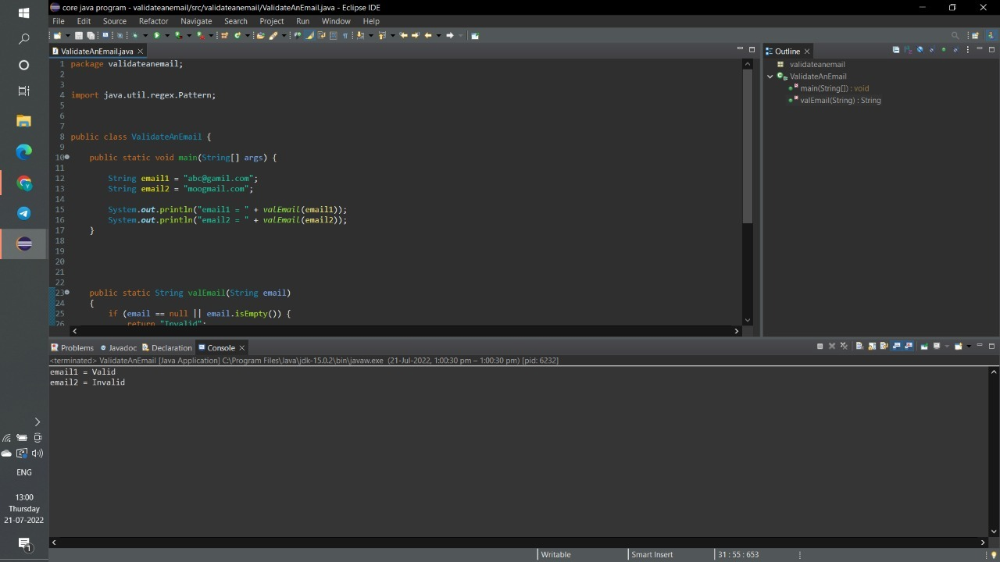 core java program - validateanemail/src/validateanemail/ValidateAnEmail.java - Eclipse IDE
File Edit Source Refactor Navigate Search Project Run Window Help
ValidateAnEmail.java
1 package validateanemail;
2
3
4 import java.util.regex.Pattern;
5
6
7
8 public class ValidateAnEmail {
9
10 public static void main(String[] args) {
11
12 String email1 = "abc@gamil.com";
13 String email2 = "moogmail.com";
14
15 System.out.println("email1 = " + valEmail(email1));
16 System.out.println("email2 = " + valEmail(email2));
17 }
18
19
20
21
22
23 public static String valEmail(String email)
24 {
25 if (email == null || email.isEmpty()) {
26 return "Invalid";
Outline
validateanemail
ValidateAnEmail
main(String[]) : void
valEmail(String) : String
Problems Javadoc Declaration Console
<terminated> ValidateAnEmail [Java Application] C:\Program Files\Java\jdk-15.0.2\bin\javaw.exe (21-Jul-2022, 1:00:30 pm – 1:00:30 pm) [pid: 6232]
email1 = Valid
email2 = Invalid
ENG
13:00
Thursday
21-07-2022
1
Writable Smart Insert 31 : 55 : 653